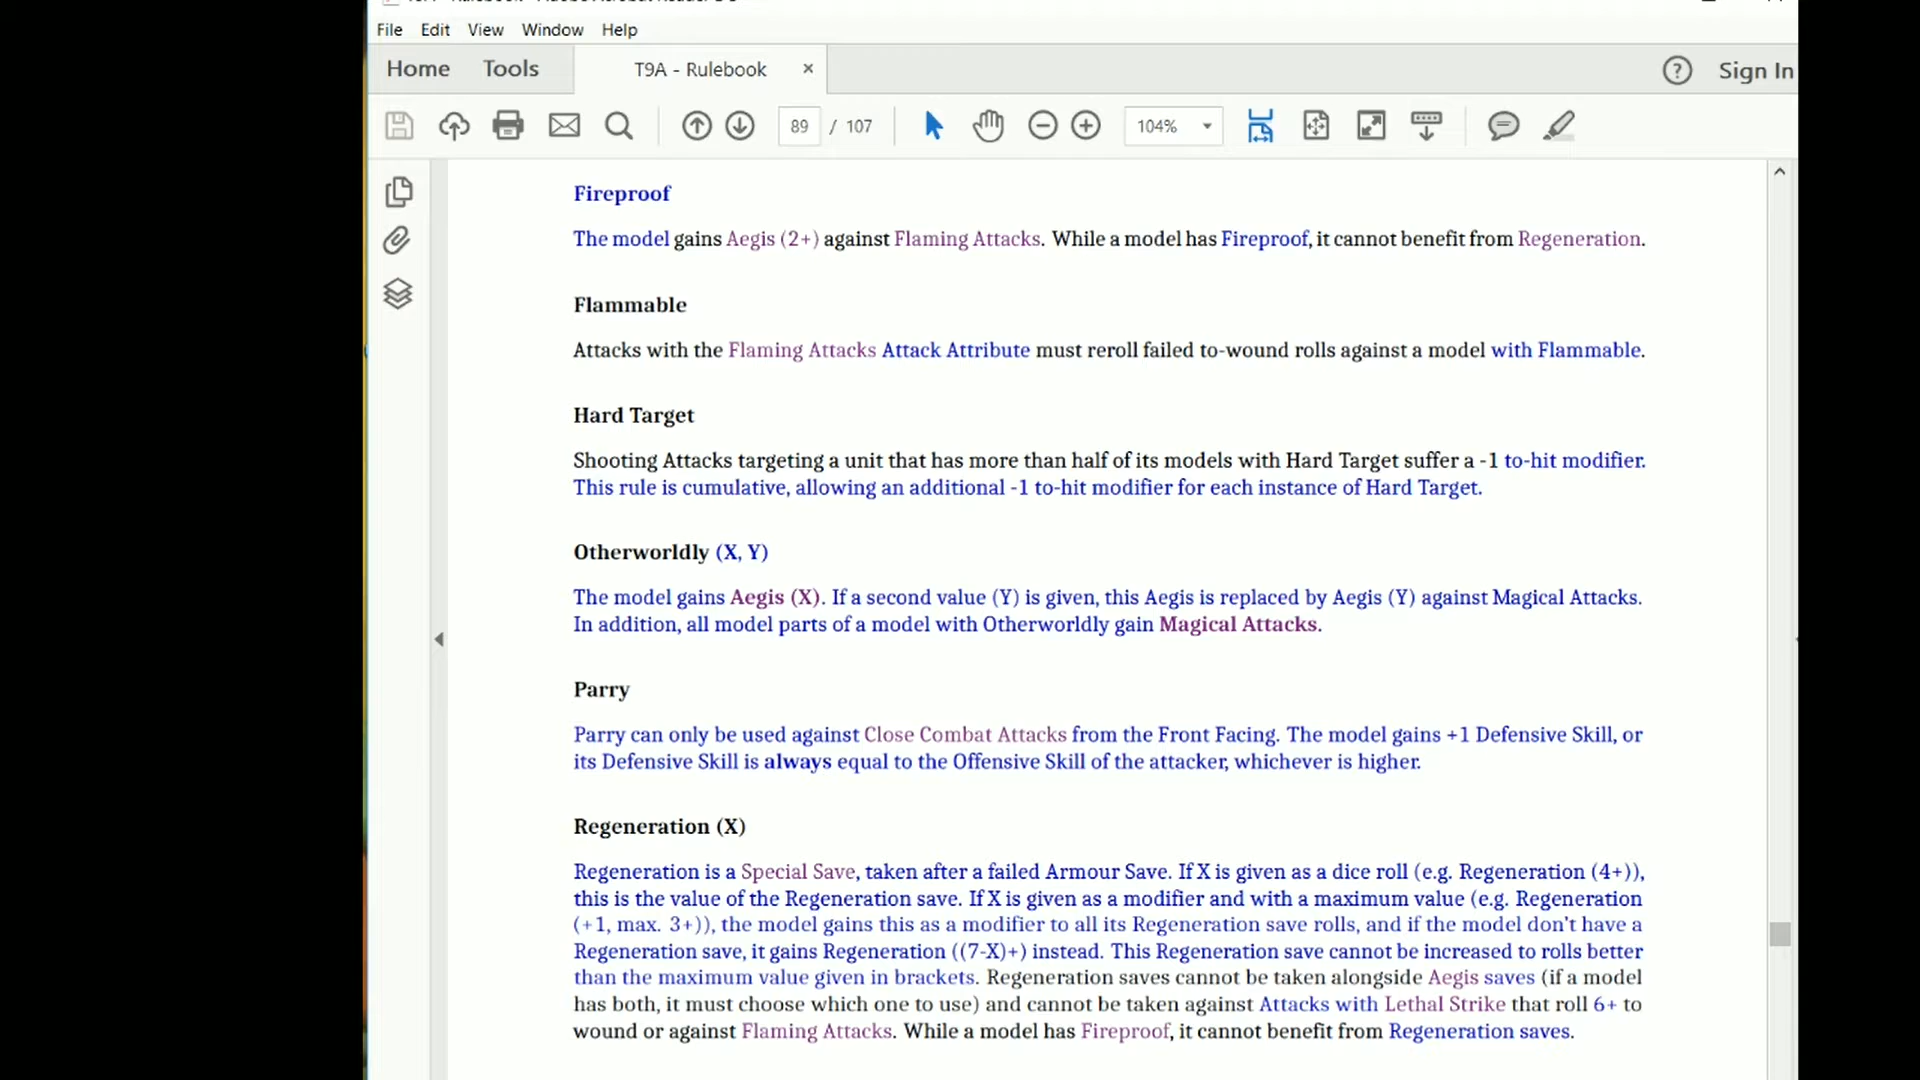 File Edit View Window Help
Home Tools T9A - Rulebook × ? Sign In
89 / 107 104%
Fireproof
The model gains Aegis (2+) against Flaming Attacks. While a model has Fireproof, it cannot benefit from Regeneration.
Flammable
Attacks with the Flaming Attacks Attack Attribute must reroll failed to-wound rolls against a model with Flammable.
Hard Target
Shooting Attacks targeting a unit that has more than half of its models with Hard Target suffer a -1 to-hit modifier.
This rule is cumulative, allowing an additional -1 to-hit modifier for each instance of Hard Target.
Otherworldly (X, Y)
The model gains Aegis (X). If a second value (Y) is given, this Aegis is replaced by Aegis (Y) against Magical Attacks.
In addition, all model parts of a model with Otherworldly gain Magical Attacks.
Parry
Parry can only be used against Close Combat Attacks from the Front Facing. The model gains +1 Defensive Skill, or
its Defensive Skill is always equal to the Offensive Skill of the attacker, whichever is higher.
Regeneration (X)
Regeneration is a Special Save, taken after a failed Armour Save. If X is given as a dice roll (e.g. Regeneration (4+)),
this is the value of the Regeneration save. If X is given as a modifier and with a maximum value (e.g. Regeneration
(+1, max. 3+)), the model gains this as a modifier to all its Regeneration save rolls, and if the model don't have a
Regeneration save, it gains Regeneration ((7-X)+) instead. This Regeneration save cannot be increased to rolls better
than the maximum value given in brackets. Regeneration saves cannot be taken alongside Aegis saves (if a model
has both, it must choose which one to use) and cannot be taken against Attacks with Lethal Strike that roll 6+ to
wound or against Flaming Attacks. While a model has Fireproof, it cannot benefit from Regeneration saves.